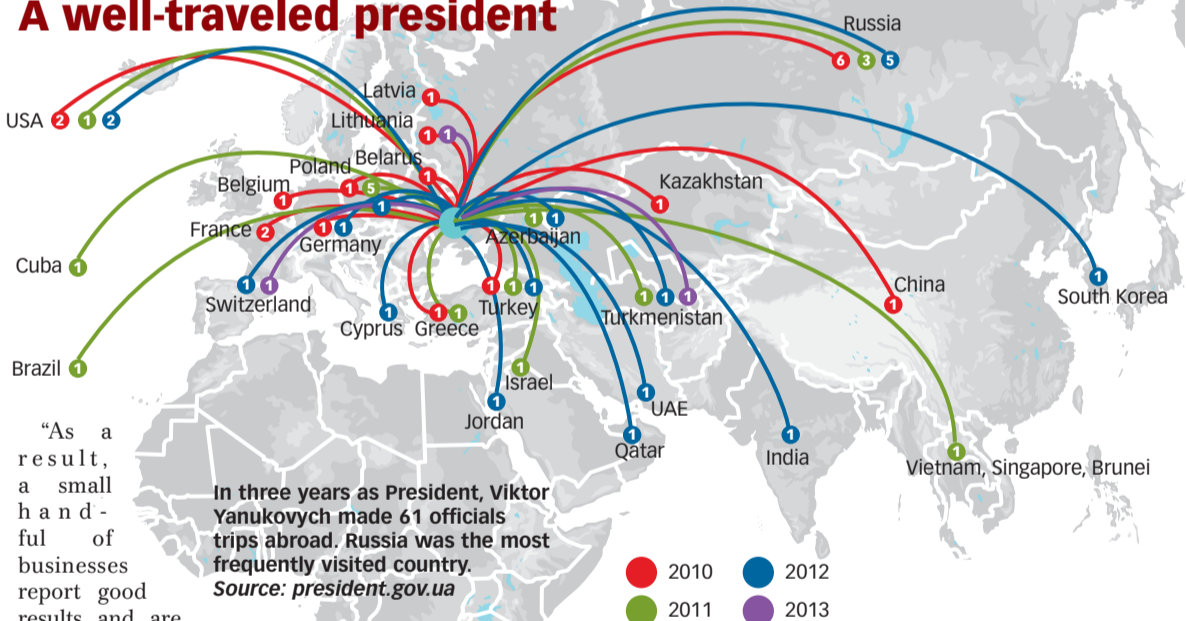 A well-traveled president
Russia
6 3 5
Latvia 1
USA 2 1 2
Lithuania 1 1
Belarus
1
Poland
1 5
Belgium
1
1
Kazakhstan
1
France 2
1 1
Germany
1 1
Azerbaijan
Cuba 1
1 1
Switzerland
1
Cyprus
1 1
Greece
1 1 1
Turkey
1 1 1
Turkmenistan
China
1
1
South Korea
Brazil 1
1
Israel
1
Jordan
1
UAE
1
Qatar
1
India
1
Vietnam, Singapore, Brunei
“As a
result,
a small
hand-
ful of
businesses
report good
results and are
In three years as President, Viktor
Yanukovych made 61 officials
trips abroad. Russia was the most
frequently visited country.
Source: president.gov.ua
2010 2012
2011 2013